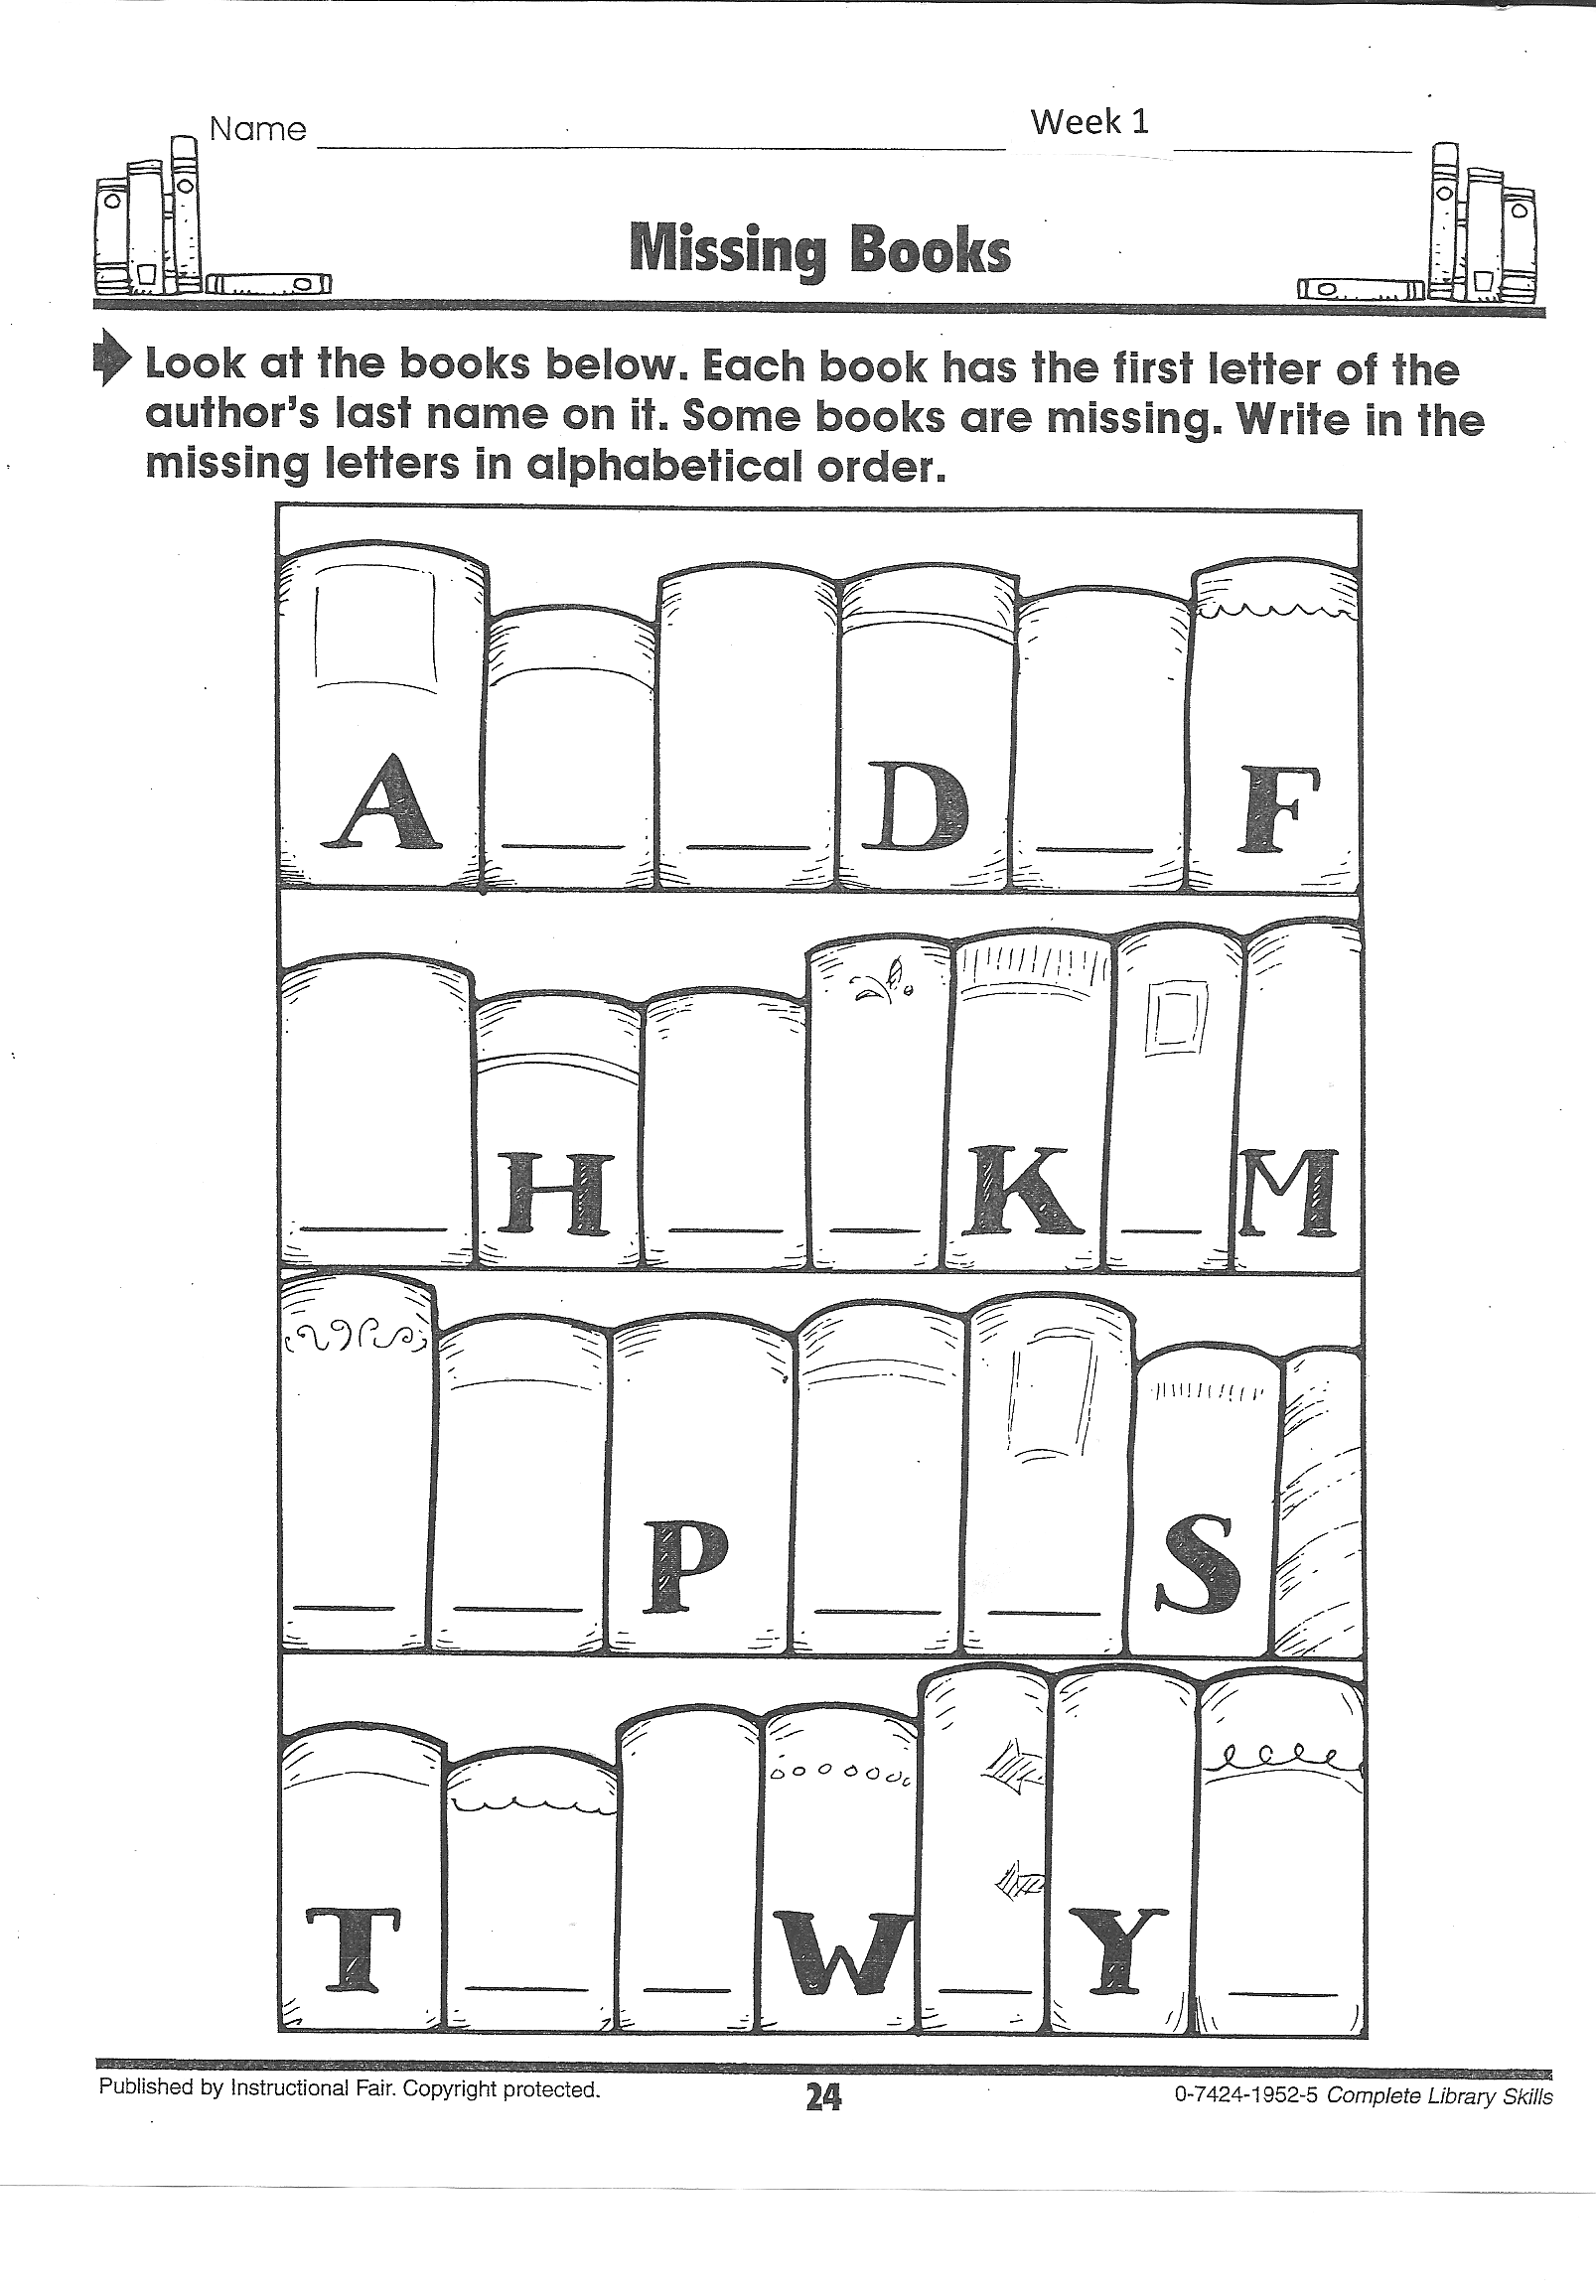 Name Week 1
Missing Books
Look at the books below. Each book has the first letter of the
author's last name on it. Some books are missing. Write in the
missing letters in alphabetical order.
A D F
H K M
P S
T W Y
Published by Instructional Fair. Copyright protected. 24 0-7424-1952-5 Complete Library Skills